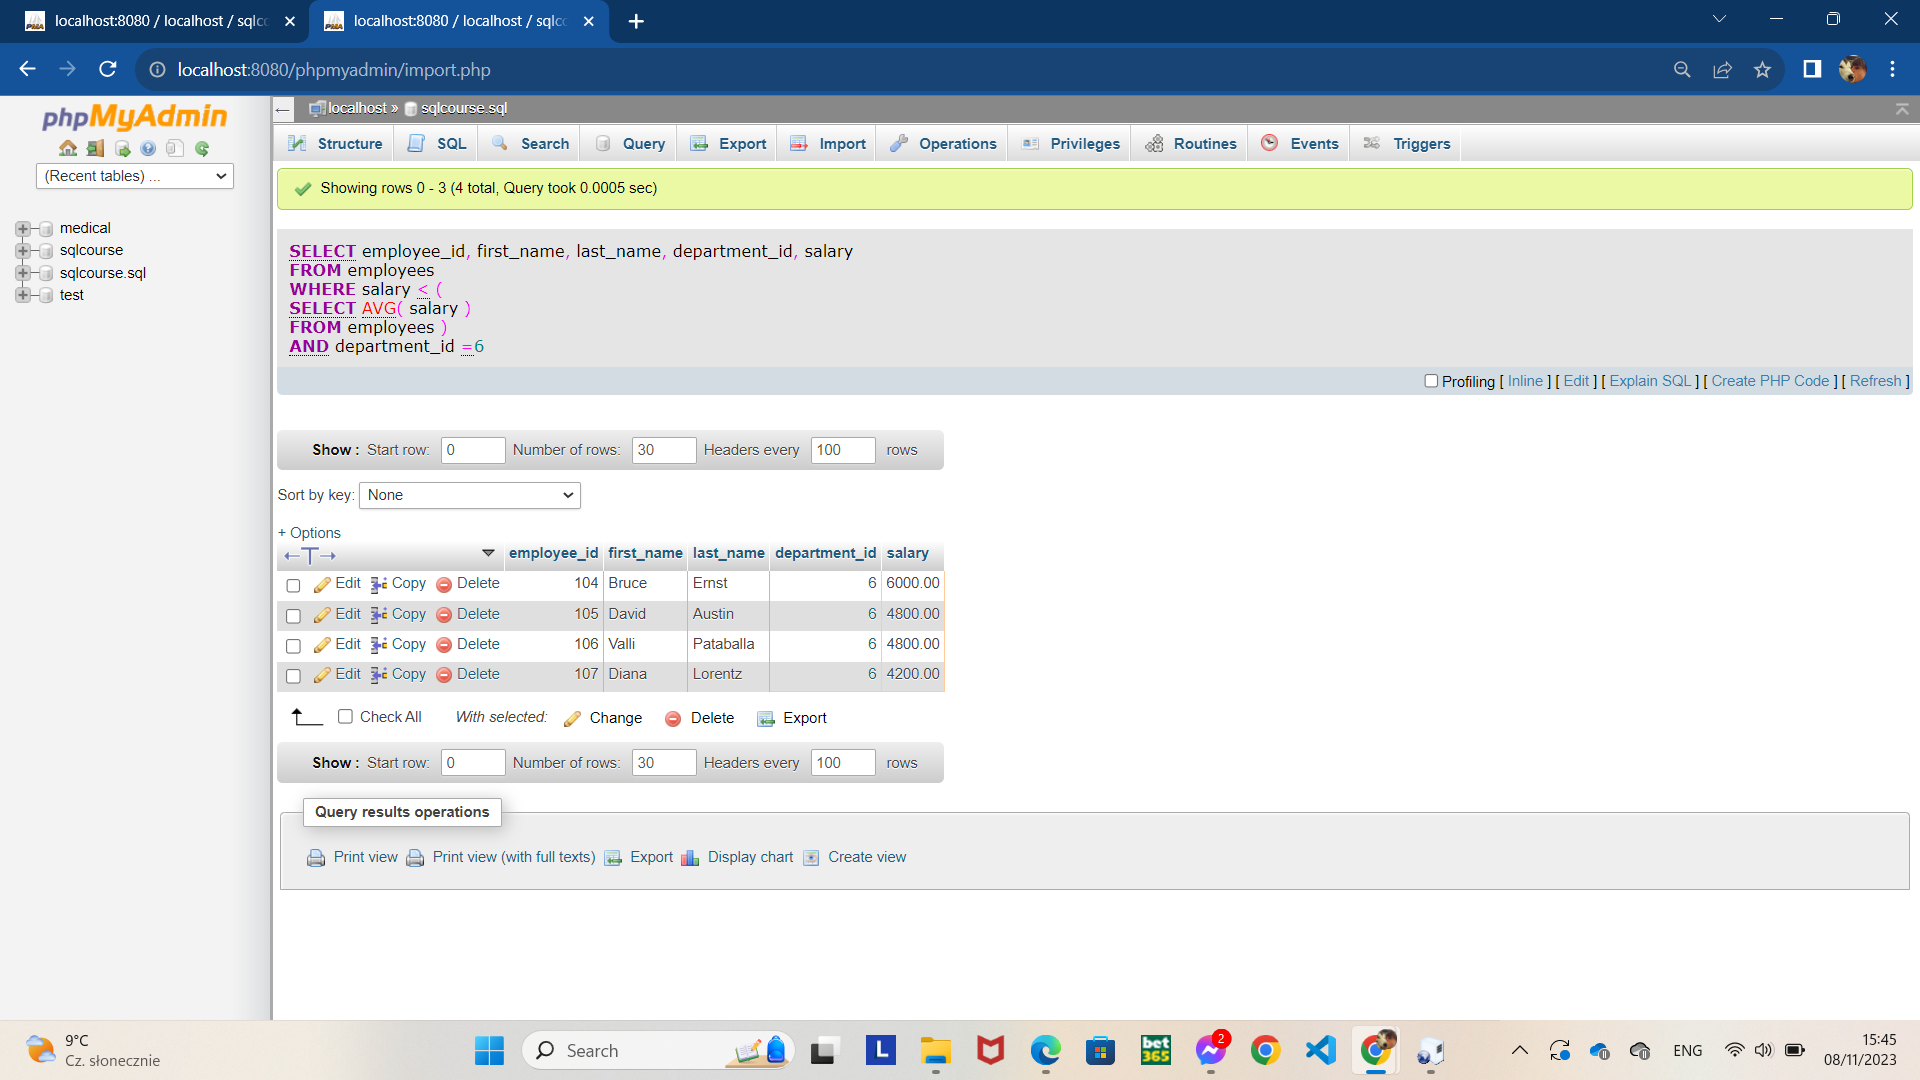 localhost:8080 / localhost / sqlco
localhost:8080 / localhost / sqlco
localhost:8080/phpmyadmin/import.php
phpMyAdmin
(Recent tables) ...
medical
sqlcourse
sqlcourse.sql
test
localhost » sqlcourse.sql
Structure SQL Search Query Export Import Operations Privileges Routines Events Triggers
Showing rows 0 - 3 (4 total, Query took 0.0005 sec)
SELECT employee_id, first_name, last_name, department_id, salary
FROM employees
WHERE salary < (
SELECT AVG( salary )
FROM employees )
AND department_id =6
Profiling [ Inline ] [ Edit ] [ Explain SQL ] [ Create PHP Code ] [ Refresh ]
Show : Start row: 0 Number of rows: 30 Headers every 100 rows
Sort by key: None
+ Options
←T→ employee_id first_name last_name department_id salary
Edit Copy Delete 104 Bruce Ernst 6 6000.00
Edit Copy Delete 105 David Austin 6 4800.00
Edit Copy Delete 106 Valli Pataballa 6 4800.00
Edit Copy Delete 107 Diana Lorentz 6 4200.00
Check All With selected: Change Delete Export
Show : Start row: 0 Number of rows: 30 Headers every 100 rows
Query results operations
Print view Print view (with full texts) Export Display chart Create view
9°C
Cz. słonecznie
Search
L
bet
365
2
ENG
15:45
08/11/2023